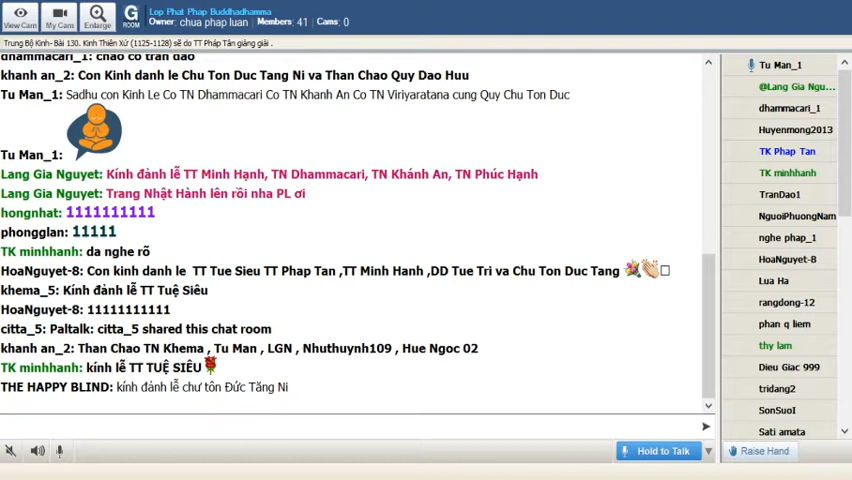 View Cam
My Cam
Enlarge
G
ROOM
Lop Phat Phap Buddhadhamma
Owner: chua phap luan Members: 41 Cams: 0
Trung Bộ Kinh- Bài 130. Kinh Thiên Xứ (1125-1128) sẽ do TT Pháp Tân giảng giải .
dhammacari_1: chao co tran dao
khanh an_2: Con Kinh danh le Chu Ton Duc Tang Ni va Than Chao Quy Dao Huu
Tu Man_1: Sadhu con Kinh Le Co TN Dhammacari Co TN Khanh An Co TN Viriyaratana cung Quy Chu Ton Duc
Tu Man_1:
Lang Gia Nguyet: Kính đảnh lễ TT Minh Hạnh, TN Dhammacari, TN Khánh An, TN Phúc Hạnh
Lang Gia Nguyet: Trang Nhật Hành lên rồi nha PL ơi
hongnhat: 1111111111
phongglan: 11111
TK minhhanh: da nghe rõ
HoaNguyet-8: Con kinh danh le TT Tue Sieu TT Phap Tan ,TT Minh Hanh ,DD Tue Tri va Chu Ton Duc Tang
khema_5: Kính đảnh lễ TT Tuệ Siêu
HoaNguyet-8: 11111111111
citta_5: Paltalk: citta_5 shared this chat room
khanh an_2: Than Chao TN Khema , Tu Man , LGN , Nhuthuynh109 , Hue Ngoc 02
TK minhhanh: kính lễ TT TUỆ SIÊU
THE HAPPY BLIND: kính đảnh lễ chư tôn Đức Tăng Ni
Hold to Talk
Tu Man_1
@Lang Gia Ngu...
dhammacari_1
Huyenmong2013
TK Phap Tan
TK minhhanh
TranDao1
NguoiPhuongNam
nghe phap_1
HoaNguyet-8
Lua Ha
rangdong-12
phan q liem
thy lam
Dieu Giac 999
tridang2
SonSuoI
Sati amata
Raise Hand